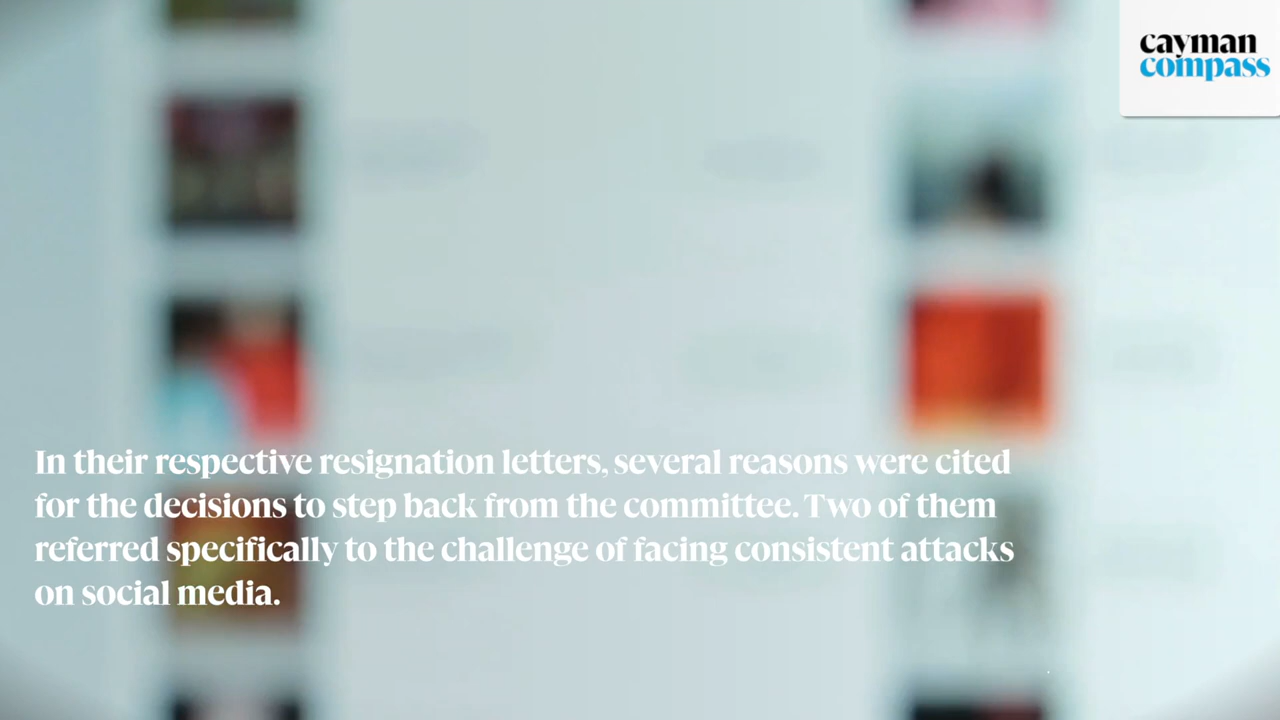 cayman
compass
In their respective resignation letters, several reasons were cited
for the decisions to step back from the committee. Two of them
referred specifically to the challenge of facing consistent attacks
on social media.